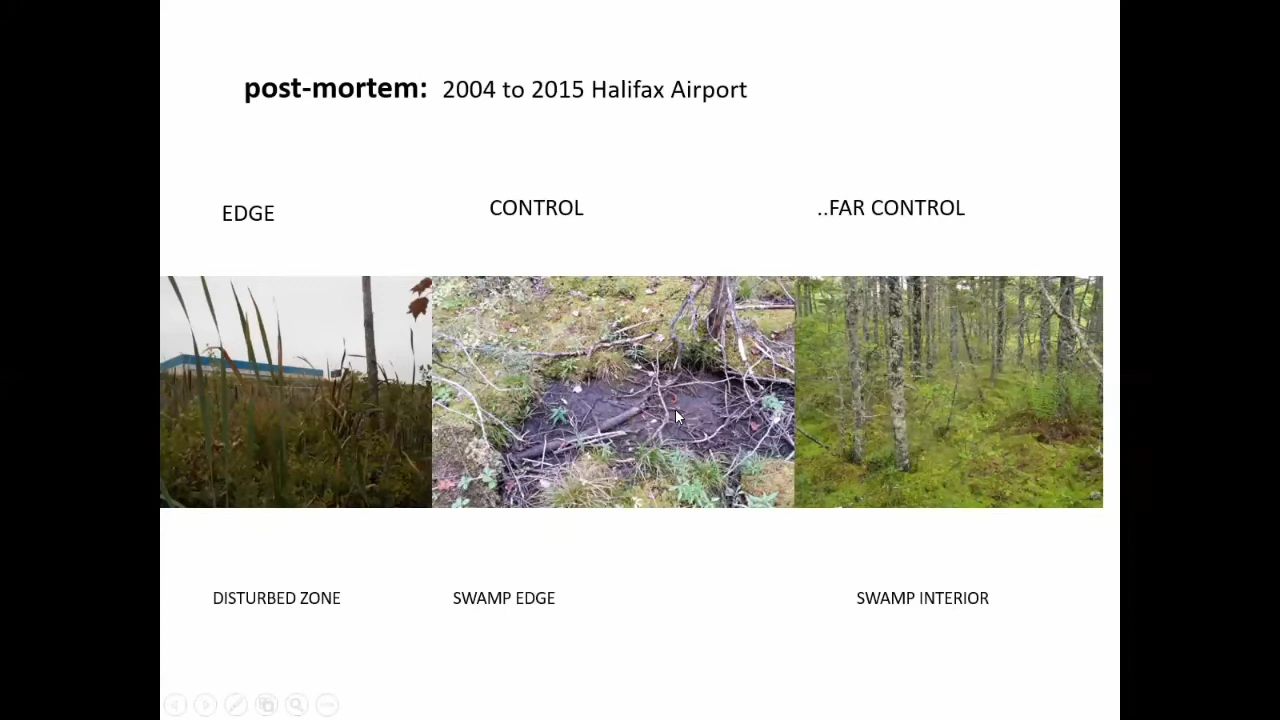 post-mortem: 2004 to 2015 Halifax Airport
EDGE
CONTROL
..FAR CONTROL
DISTURBED ZONE
SWAMP EDGE
SWAMP INTERIOR